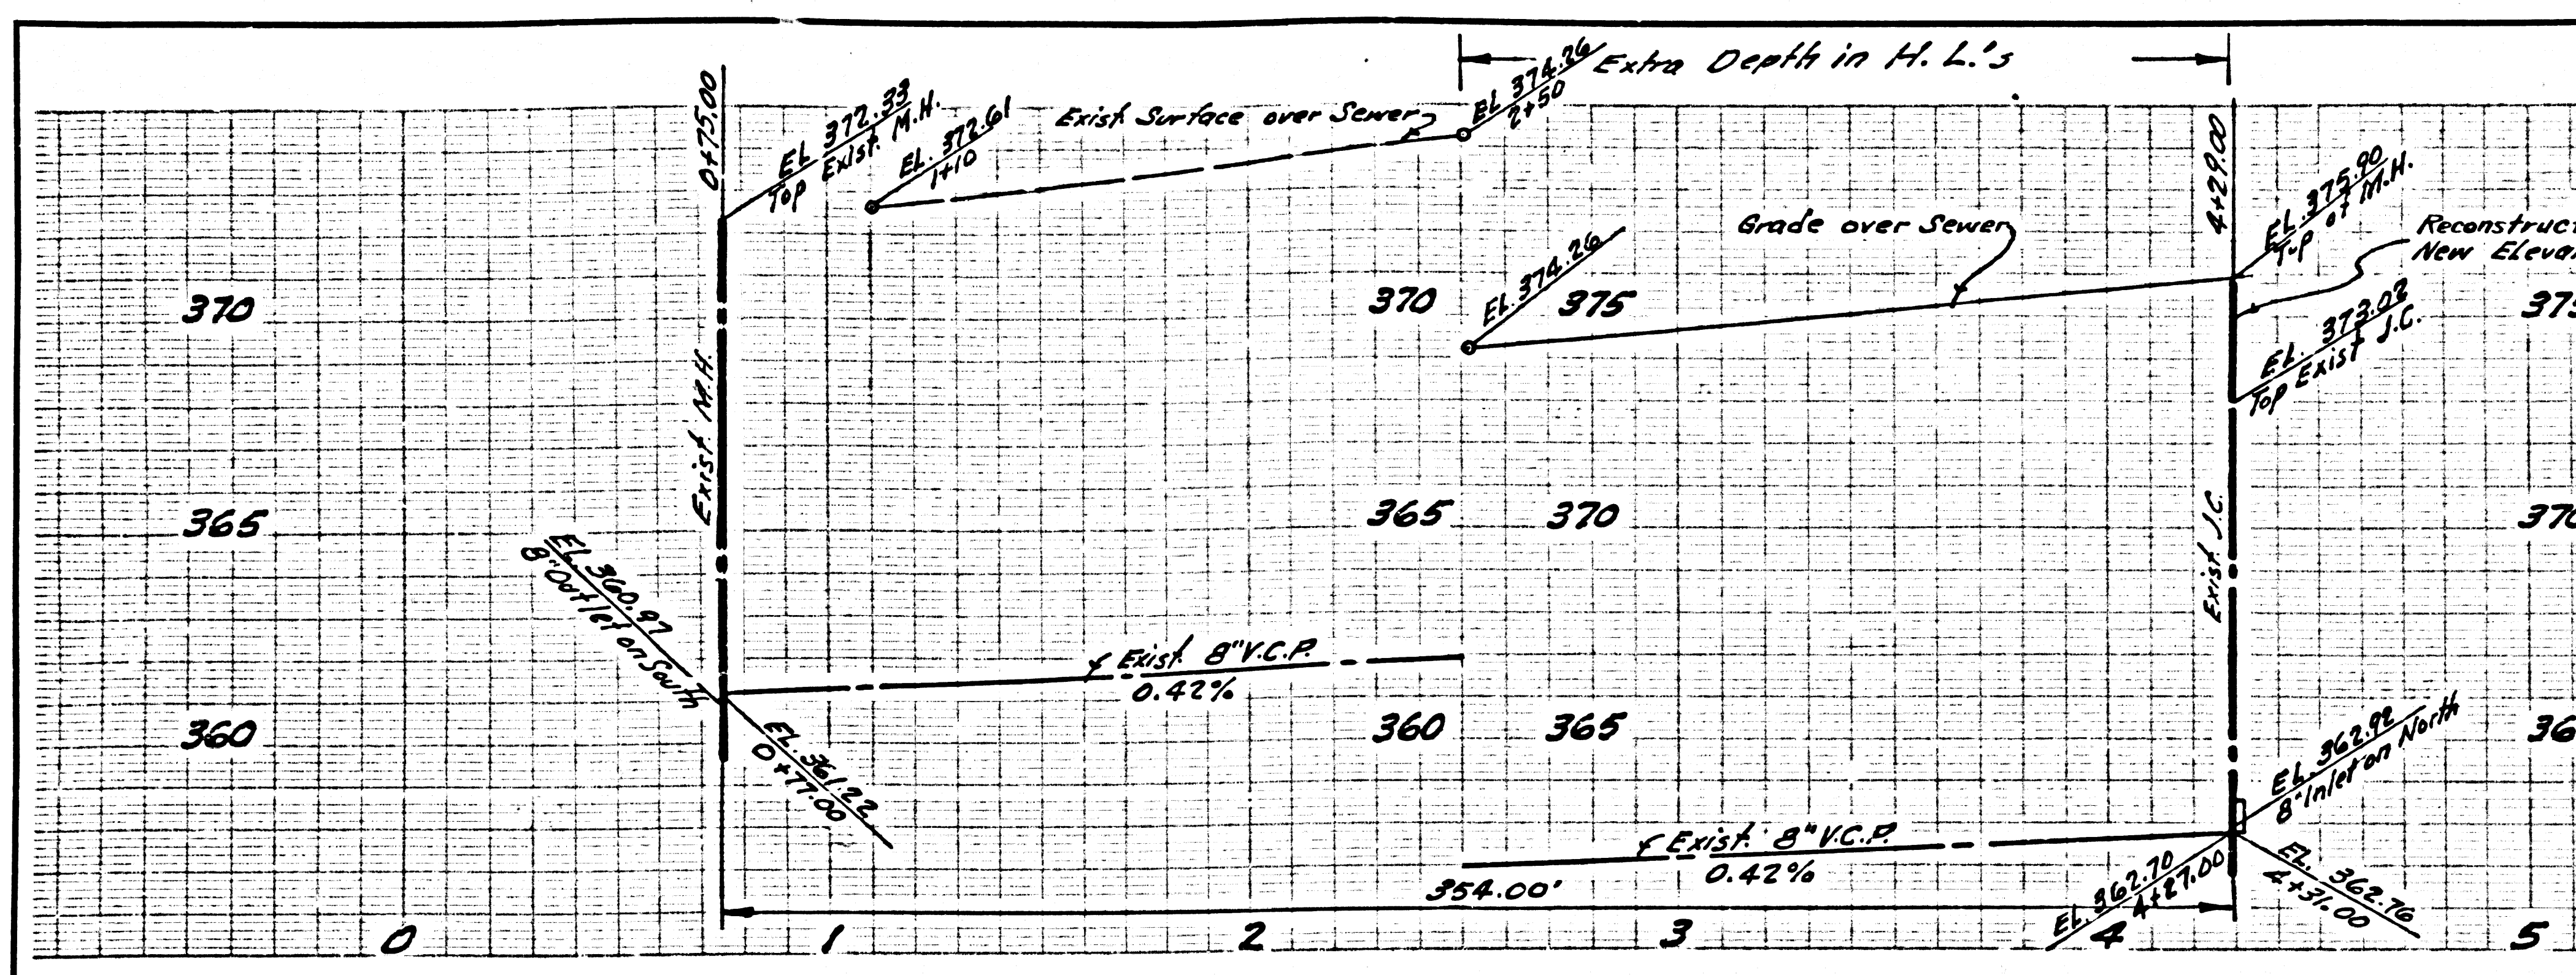 Extra Depth in H. L.'s
0+75.00
EL 372.33
Top Exist. M.H.
EL. 372.61
1+10
Exist. Surface over Sewer
EL 374.26
2+50
4+29.00
EL. 375.90
Top of M.H.
Grade over Sewer
Reconstruct
New Eleva
370
370
EL. 374.26
375
EL. 373.02
Top Exist J.C.
375
Exist M.H.
365
365
370
Exist. J.C.
370
EL. 360.97
8" Outlet on South
Exist. 8" V.C.P.
0.42%
360
EL. 361.22
0+77.00
360
365
EL. 362.92
8" Inlet on North
36
Exist. 8" V.C.P.
0.42%
354.00'
EL. 362.70
4+27.00
EL. 362.76
4+31.00
0 1 2 3 4 5